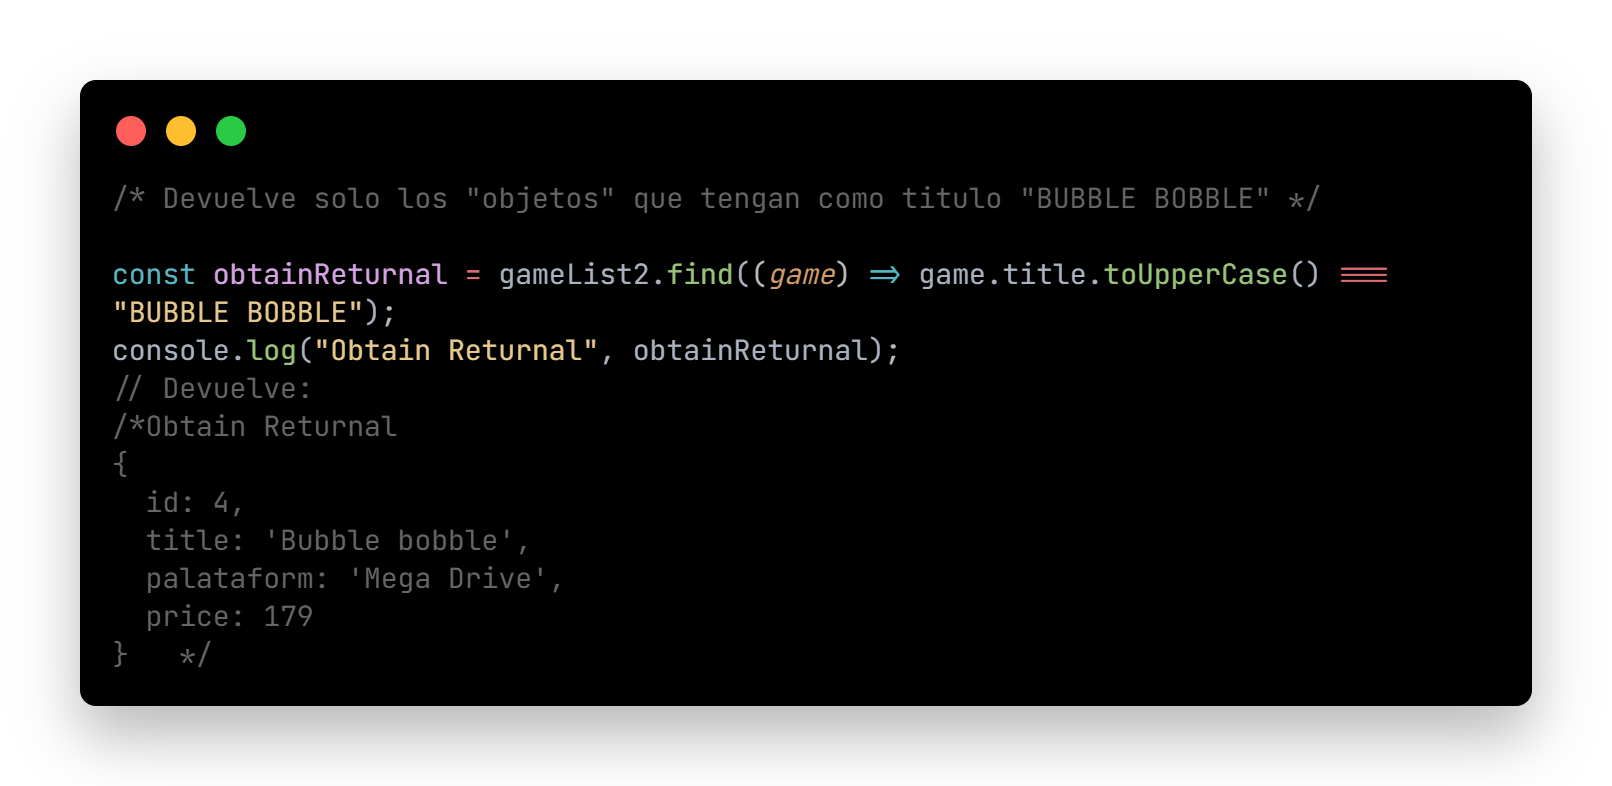 /* Devuelve solo los "objetos" que tengan como titulo "BUBBLE BOBBLE" */
const obtainReturnal = gameList2.find((game) => game.title.toUpperCase() ===
"BUBBLE BOBBLE");
console.log("Obtain Returnal", obtainReturnal);
// Devuelve:
/*Obtain Returnal
{
  id: 4,
  title: 'Bubble bobble',
  palataform: 'Mega Drive',
  price: 179
}   */